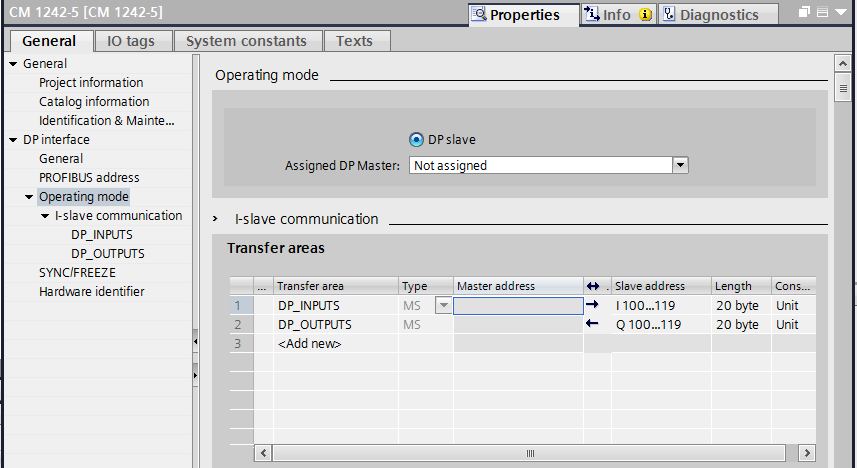 CM 1242-5 [CM 1242-5]
Properties Info Diagnostics
General IO tags System constants Texts
General
Project information
Catalog information
Identification & Mainte...
DP interface
General
PROFIBUS address
Operating mode
I-slave communication
DP_INPUTS
DP_OUTPUTS
SYNC/FREEZE
Hardware identifier
Operating mode
DP slave
Assigned DP Master: Not assigned
I-slave communication
Transfer areas
... Transfer area Type Master address . Slave address Length Cons...
1 DP_INPUTS MS I 100...119 20 byte Unit
2 DP_OUTPUTS MS Q 100...119 20 byte Unit
3 <Add new>